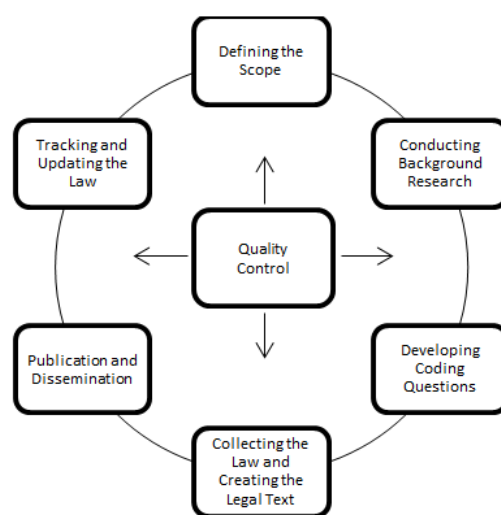 Defining the
Scope
Tracking and
Updating the
Law
Conducting
Background
Research
Quality
Control
Publication and
Dissemination
Developing
Coding
Questions
Collecting the
Law and
Creating the
Legal Text